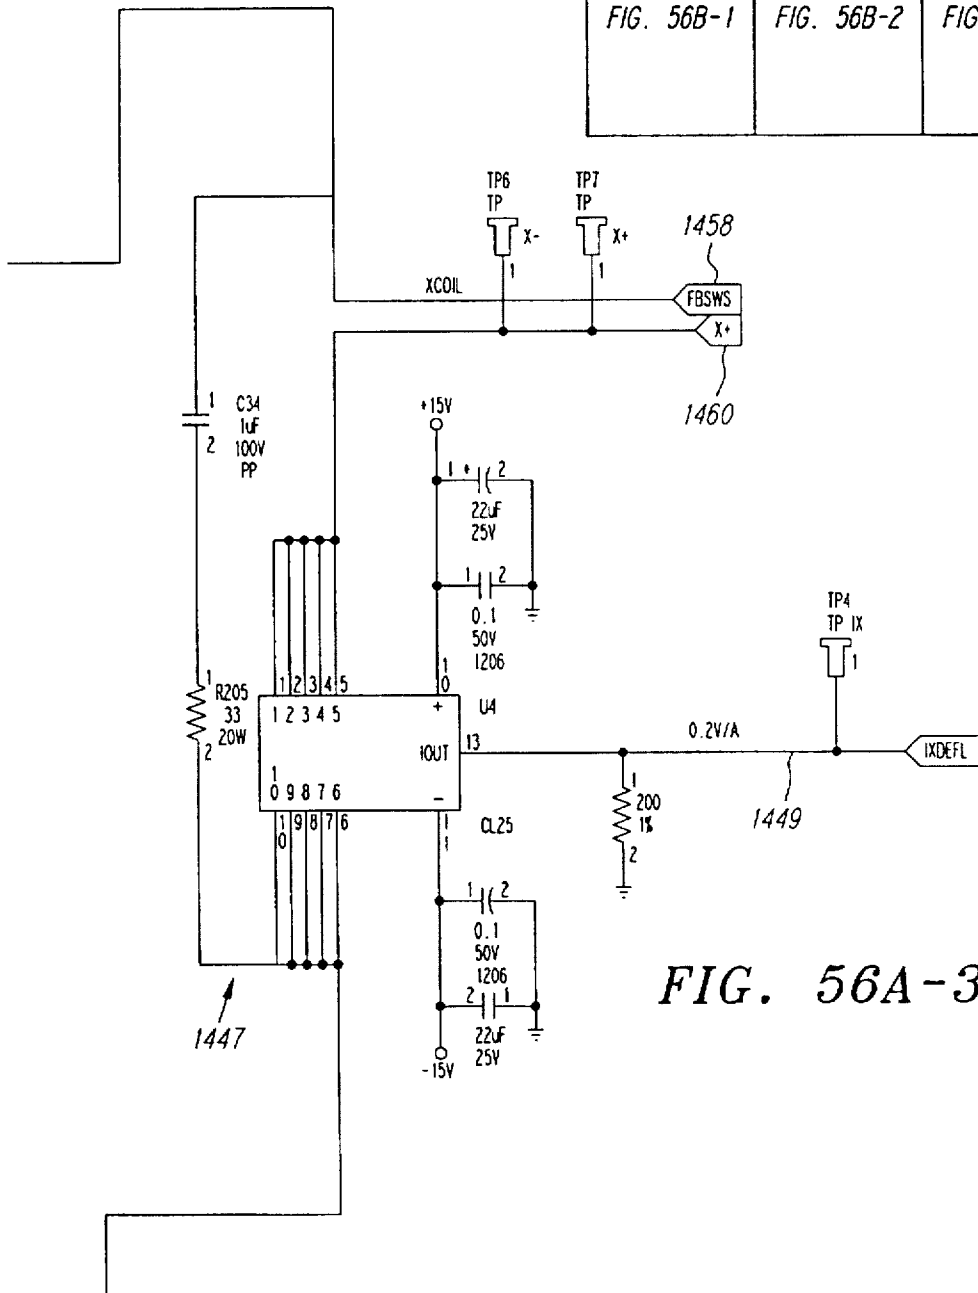 FIG. 56B-1
FIG. 56B-2
FIG
TP6
TP
X-
1
TP7
TP
X+
1
1458
XCOIL
FBSWS
X+
1460
1
2
C34
1uF
100V
PP
+15V
1 + 2
22uF
25V
1 2
0.1
50V
1206
TP4
TP IX
1
1
2
R205
33
20W
1 2 3 4 5
1 2 3 4 5
1
0
+
U4
IOUT
13
0.2V/A
IXDEFL
1
0 9 8 7 6
-
1
0 9 8 7 6
1
1
CL25
1
200
1%
2
1449
1 2
0.1
50V
1206
2 1
22uF
25V
-15V
1447
FIG. 56A-3